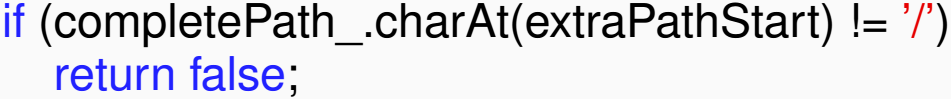 if (completePath_.charAt(extraPathStart) != ’/’)
return false;